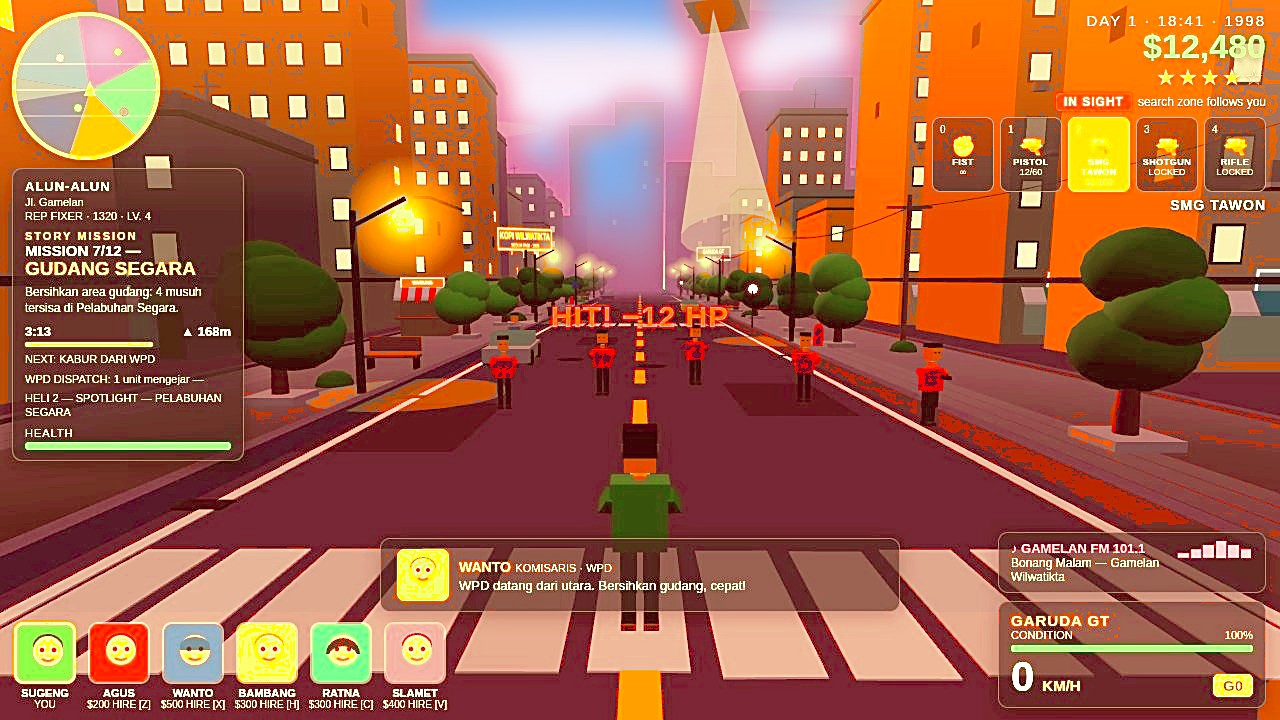 DAY 1 · 18:41 · 1998
$12,480
★★★★★
IN SIGHT search zone follows you
0
FIST
∞
1
PISTOL
12/60
SMG
TAWON
3
SHOTGUN
LOCKED
4
RIFLE
LOCKED
SMG TAWON
ALUN-ALUN
Jl. Gamelan
REP FIXER · 1320 · LV. 4
STORY MISSION
MISSION 7/12 —
GUDANG SEGARA
Bersihkan area gudang: 4 musuh
tersisa di Pelabuhan Segara.
3:13 ▲ 168m
NEXT: KABUR DARI WPD
WPD DISPATCH: 1 unit mengejar —
HELI 2 — SPOTLIGHT — PELABUHAN
SEGARA
HEALTH
KOPI WILWATIKTA
HIT! −12 HP
WANTO KOMISARIS · WPD
WPD datang dari utara. Bersihkan gudang, cepat!
♪ GAMELAN FM 101.1
Bonang Malam — Gamelan
Wilwatikta
GARUDA GT
CONDITION 100%
0 KM/H
G0
SUGENG
YOU
AGUS
$200 HIRE [Z]
WANTO
$500 HIRE [X]
BAMBANG
$300 HIRE [H]
RATNA
$300 HIRE [C]
SLAMET
$400 HIRE [V]